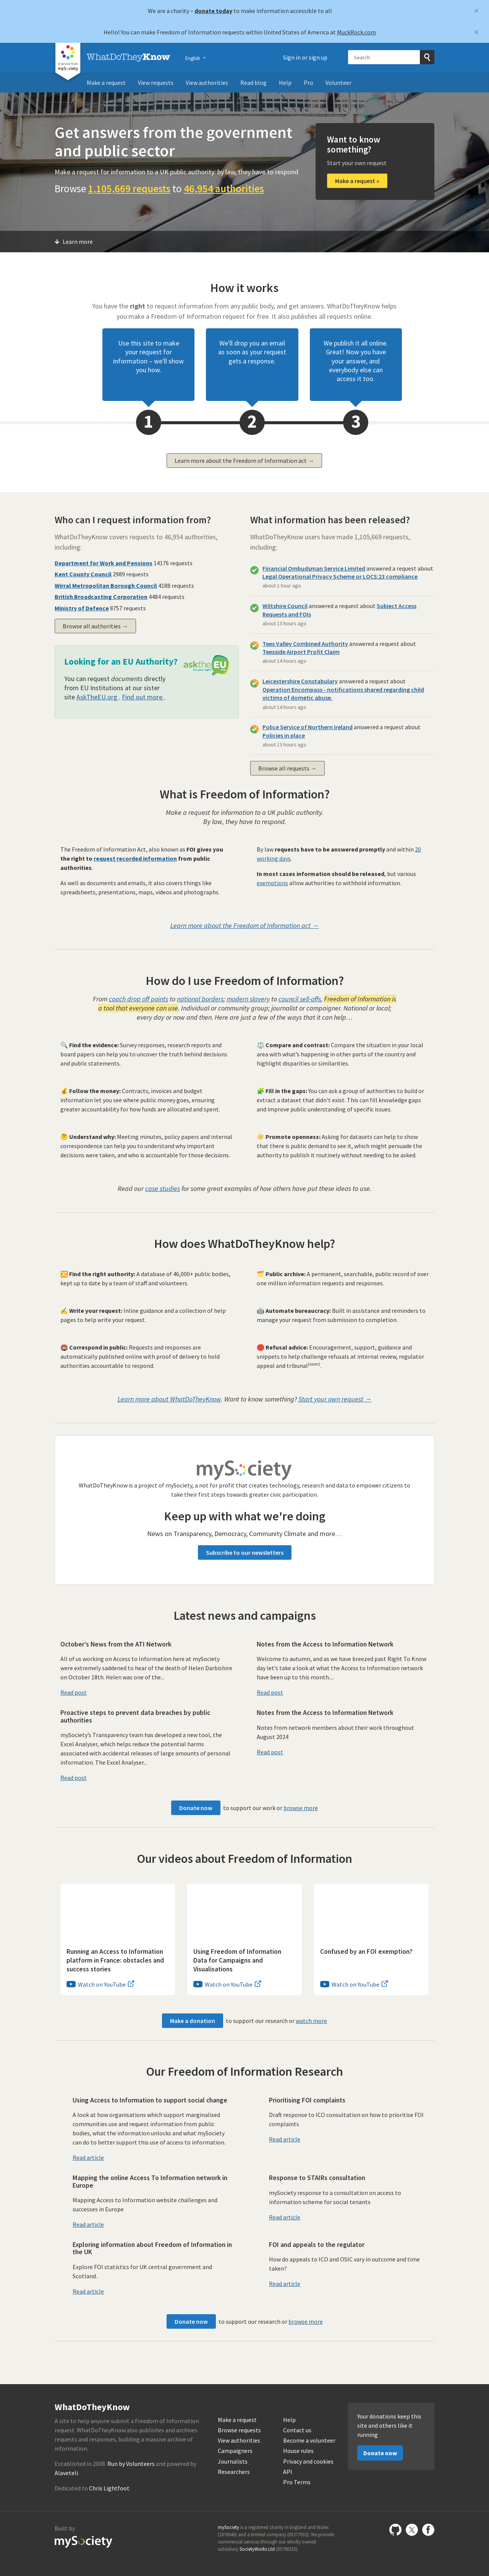 We are a charity – donate today to make information accessible to all
×
Hello! You can make Freedom of Information requests within United States of America at MuckRock.com
×
mySociety
WhatDoTheyKnow
English
Sign in or sign up
Search
Make a request View requests View authorities Read blog Help Pro Volunteer
Get answers from the government
and public sector
Make a request for information to a UK public authority: by law, they have to respond
Browse 1,105,669 requests to 46,954 authorities
Want to know
something?
Start your own request
Make a request »
Learn more
How it works
You have the right to request information from any public body, and get answers. WhatDoTheyKnow helps
you make a Freedom of Information request for free. It also publishes all requests online.
Use this site to make
your request for
information – we'll show
you how.
We'll drop you an email
as soon as your request
gets a response.
We publish it all online.
Great! Now you have
your answer, and
everybody else can
access it too.
1 2 3
Learn more about the Freedom of Information act →
Who can I request information from?
WhatDoTheyKnow covers requests to 46,954 authorities,
including:
Department for Work and Pensions 14176 requests
Kent County Council 2989 requests
Wirral Metropolitan Borough Council 4188 requests
British Broadcasting Corporation 4484 requests
Ministry of Defence 8757 requests
Browse all authorities →
Looking for an EU Authority?
You can request documents directly
from EU Institutions at our sister
site AskTheEU.org . Find out more .
asktheEU
What information has been released?
WhatDoTheyKnow users have made 1,105,669 requests,
including:
Financial Ombudsman Service Limited answered a request about
Legal Operational Privacy Scheme or LOCS:23 compliance
about 1 hour ago
Wiltshire Council answered a request about Subject Access
Requests and FOIs
about 13 hours ago
Tees Valley Combined Authority answered a request about
Teesside Airport Profit Claim
about 14 hours ago
Leicestershire Constabulary answered a request about
Operation Encompass - notifications shared regarding child
victims of dometic abuse.
about 14 hours ago
Police Service of Northern Ireland answered a request about
Policies in place
about 13 hours ago
Browse all requests →
What is Freedom of Information?
Make a request for information to a UK public authority.
By law, they have to respond.
The Freedom of Information Act, also known as FOI gives you
the right to request recorded information from public
authorities.
As well as documents and emails, it also covers things like
spreadsheets, presentations, maps, videos and photographs.
By law requests have to be answered promptly and within 20
working days.
In most cases information should be released, but various
exemptions allow authorities to withhold information.
Learn more about the Freedom of Information act →
How do I use Freedom of Information?
From coach drop off points to national borders; modern slavery to council sell-offs, Freedom of Information is
a tool that everyone can use. Individual or community group; journalist or campaigner. National or local;
every day or now and then. Here are just a few of the ways that it can help…
🔍 Find the evidence: Survey responses, research reports and
board papers can help you to uncover the truth behind decisions
and public statements.
⚖️ Compare and contrast: Compare the situation in your local
area with what's happening in other parts of the country and
highlight disparities or similarities.
💰 Follow the money: Contracts, invoices and budget
information let you see where public money goes, ensuring
greater accountability for how funds are allocated and spent.
🧩 Fill in the gaps: You can ask a group of authorities to build or
extract a dataset that didn't exist. This can fill knowledge gaps
and improve public understanding of specific issues.
🤔 Understand why: Meeting minutes, policy papers and internal
correspondence can help you to understand why important
decisions were taken, and who is accountable for those decisions.
☀️ Promote openness: Asking for datasets can help to show
that there is public demand to see it, which might persuade the
authority to publish it routinely without needing to be asked.
Read our case studies for some great examples of how others have put these ideas to use.
How does WhatDoTheyKnow help?
🔀 Find the right authority: A database of 46,000+ public bodies,
kept up to date by a team of staff and volunteers.
🗂️ Public archive: A permanent, searchable, public record of over
one million information requests and responses.
✍️ Write your request: Inline guidance and a collection of help
pages to help write your request.
🤖 Automate bureaucracy: Built in assistance and reminders to
manage your request from submission to completion.
📮 Correspond in public: Requests and responses are
automatically published online with proof of delivery to hold
authorities accountable to respond.
🛑 Refusal advice: Encouragement, support, guidance and
snippets to help challenge refusals at internal review, regulator
appeal and tribunal(soon)
Learn more about WhatDoTheyKnow. Want to know something? Start your own request →
mySociety
WhatDoTheyKnow is a project of mySociety, a not for profit that creates technology, research and data to empower citizens to
take their first steps towards greater civic participation.
Keep up with what we're doing
News on Transparency, Democracy, Community Climate and more…
Subscribe to our newsletters
Latest news and campaigns
October's News from the ATI Network
All of us working on Access to Information here at mySociety
were extremely saddened to hear of the death of Helen Darbishire
on October 18th. Helen was one of the...
Read post
Notes from the Access to Information Network
Welcome to autumn, and as we have breezed past Right To Know
day let's take a look at what the Access to Information network
have been up to this month....
Read post
Proactive steps to prevent data breaches by public
authorities
mySociety's Transparency team has developed a new tool, the
Excel Analyser, which helps reduce the potential harms
associated with accidental releases of large amounts of personal
information. The Excel Analyser...
Read post
Notes from the Access to Information Network
Notes from network members about their work throughout
August 2024
Read post
Donate now to support our work or browse more
Our videos about Freedom of Information
Running an Access to Information
platform in France: obstacles and
success stories
Watch on YouTube
Using Freedom of Information
Data for Campaigns and
Visualisations
Watch on YouTube
Confused by an FOI exemption?
Watch on YouTube
Make a donation to support our research or watch more
Our Freedom of Information Research
Using Access to Information to support social change
A look at how organisations which support marginalised
communities use and request information from public
bodies, what the information unlocks and what mySociety
can do to better support this use of access to information.
Read article
Prioritising FOI complaints
Draft response to ICO consultation on how to prioritise FOI
complaints
Read article
Mapping the online Access To Information network in
Europe
Mapping Access to Information website challenges and
successes in Europe
Read article
Response to STAIRs consultation
mySociety response to a consultation on access to
information scheme for social tenants
Read article
Exploring information about Freedom of Information in
the UK
Explore FOI statistics for UK central government and
Scotland.
Read article
FOI and appeals to the regulator
How do appeals to ICO and OSIC vary in outcome and time
taken?
Read article
Donate now to support our research or browse more
WhatDoTheyKnow
A site to help anyone submit a Freedom of Information
request. WhatDoTheyKnow also publishes and archives
requests and responses, building a massive archive of
information.
Established in 2008. Run by Volunteers and powered by
Alaveteli.
Dedicated to Chris Lightfoot.
Make a request
Browse requests
View authorities
Campaigners
Journalists
Researchers
Help
Contact us
Become a volunteer
House rules
Privacy and cookies
API
Pro Terms
Your donations keep this
site and others like it
running
Donate now
Built by
mySociety
mySociety is a registered charity in England and Wales
(1076346) and a limited company (03277032). We provide
commercial services through our wholly owned
subsidiary SocietyWorks Ltd (05798215).